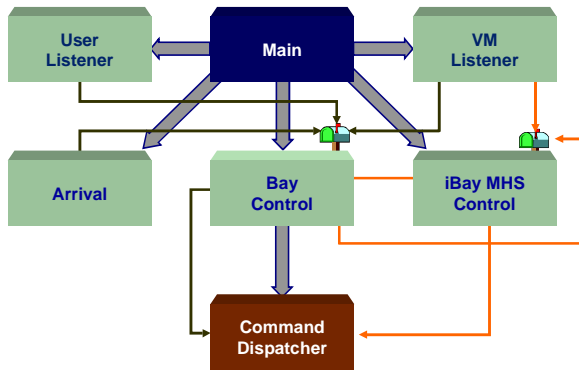 User
Listener
Main
VM
Listener
Arrival
Bay
Control
iBay MHS
Control
Command
Dispatcher